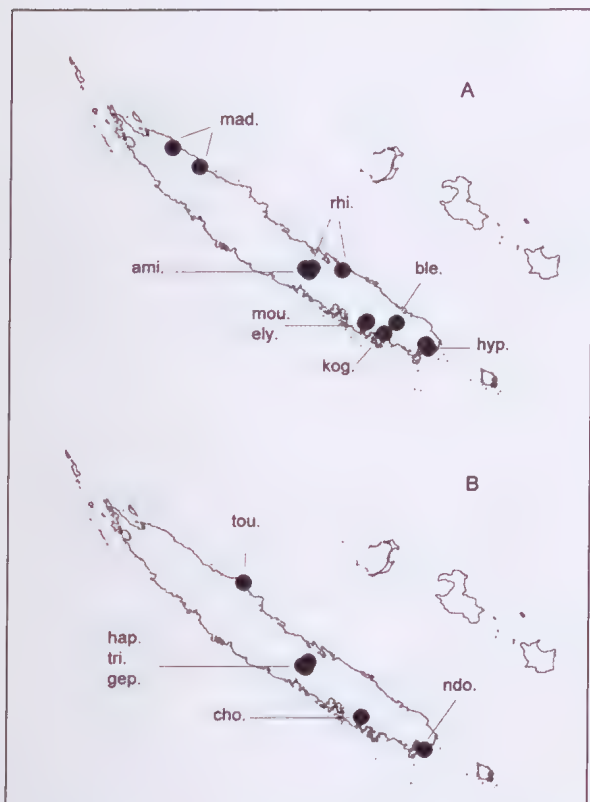 A
mad.
rhi.
ami.
ble.
mou.
ely.
kog.
hyp.
B
tou.
hap.
tri.
gep.
cho.
ndo.